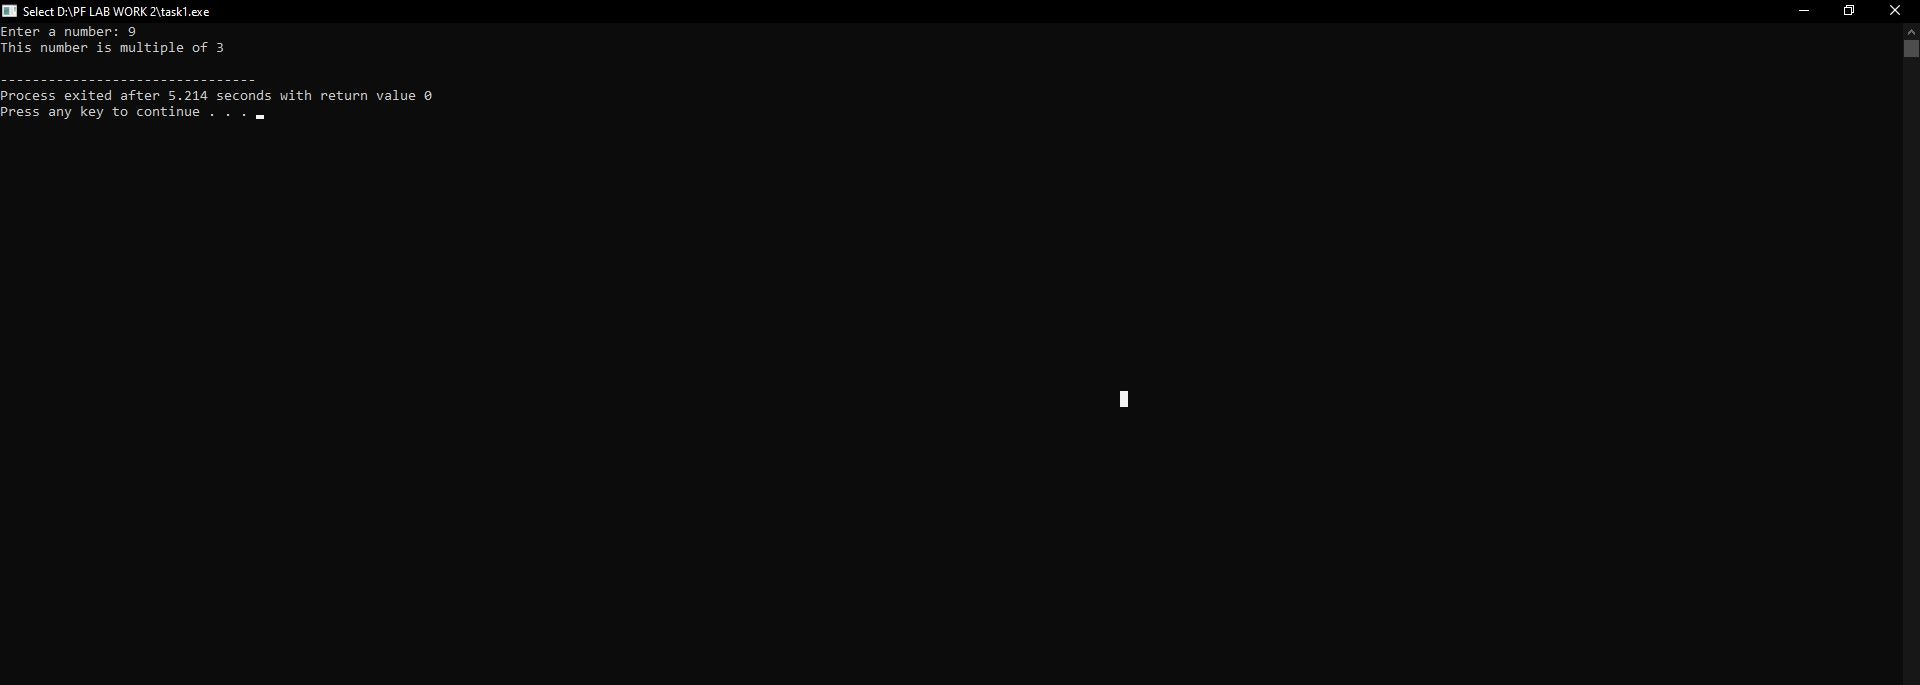 Select D:\PF LAB WORK 2\task1.exe
Enter a number: 9
This number is multiple of 3
--------------------------------
Process exited after 5.214 seconds with return value 0
Press any key to continue . . .